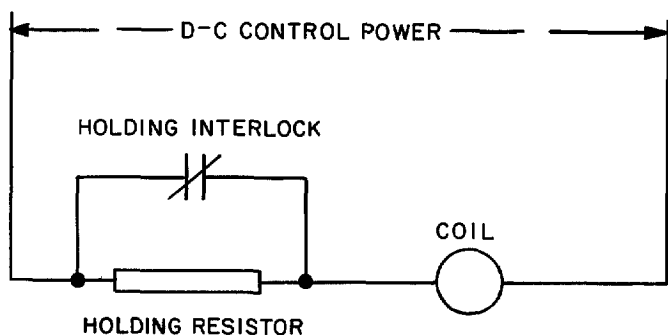 D-C CONTROL POWER
HOLDING INTERLOCK
COIL
HOLDING RESISTOR